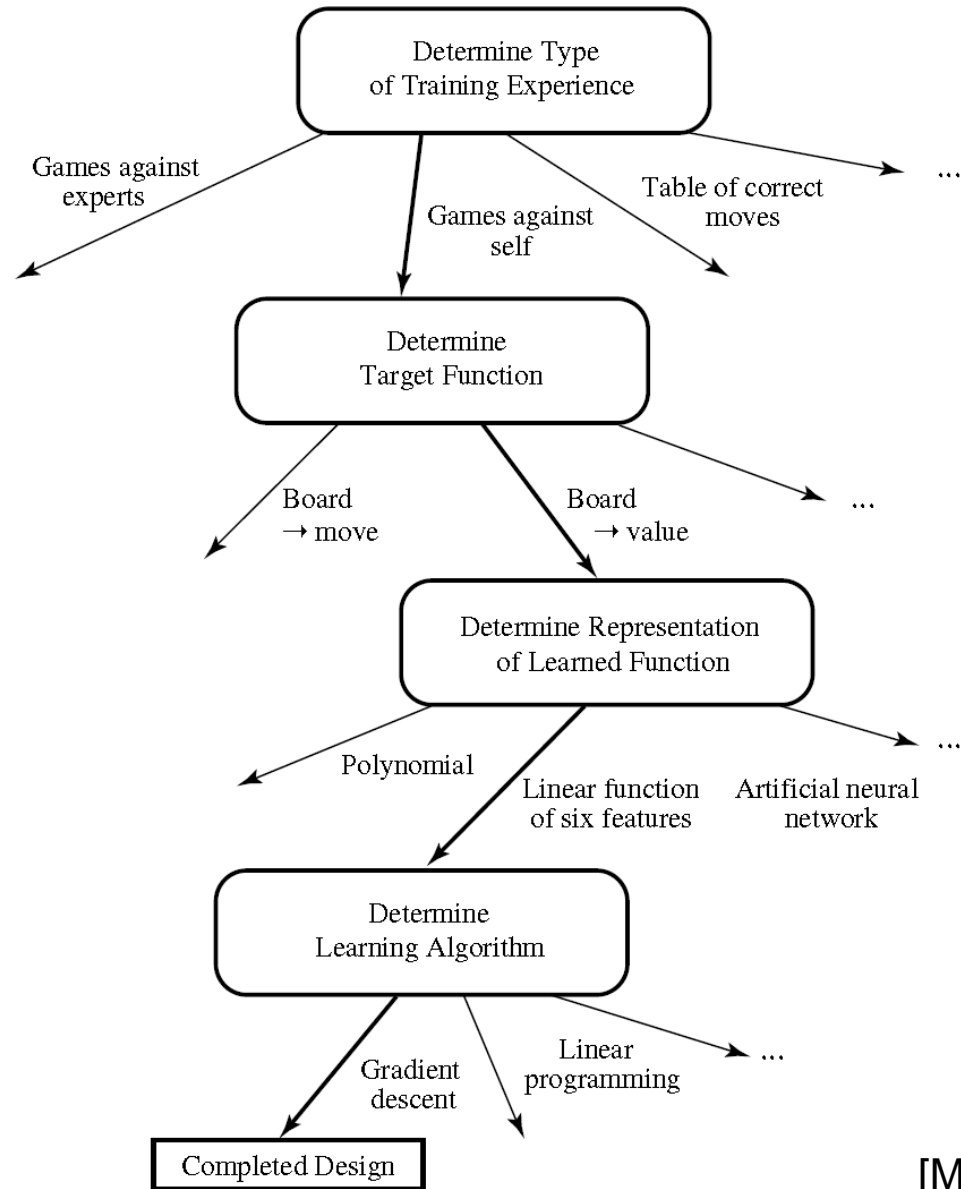 Determine Type
of Training Experience
Games against
experts
Games against
self
Table of correct
moves
...
Determine
Target Function
Board
→ move
Board
→ value
...
Determine Representation
of Learned Function
Polynomial
Linear function
of six features
Artificial neural
network
...
Determine
Learning Algorithm
Gradient
descent
Linear
programming
...
Completed Design
[M